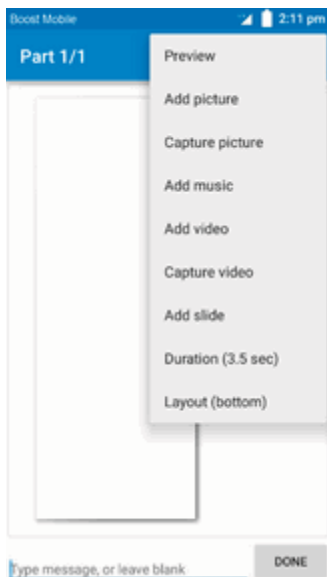 Boost Mobile 2:11 pm
Part 1/1
Preview
Add picture
Capture picture
Add music
Add video
Capture video
Add slide
Duration (3.5 sec)
Layout (bottom)
Type message, or leave blank
DONE